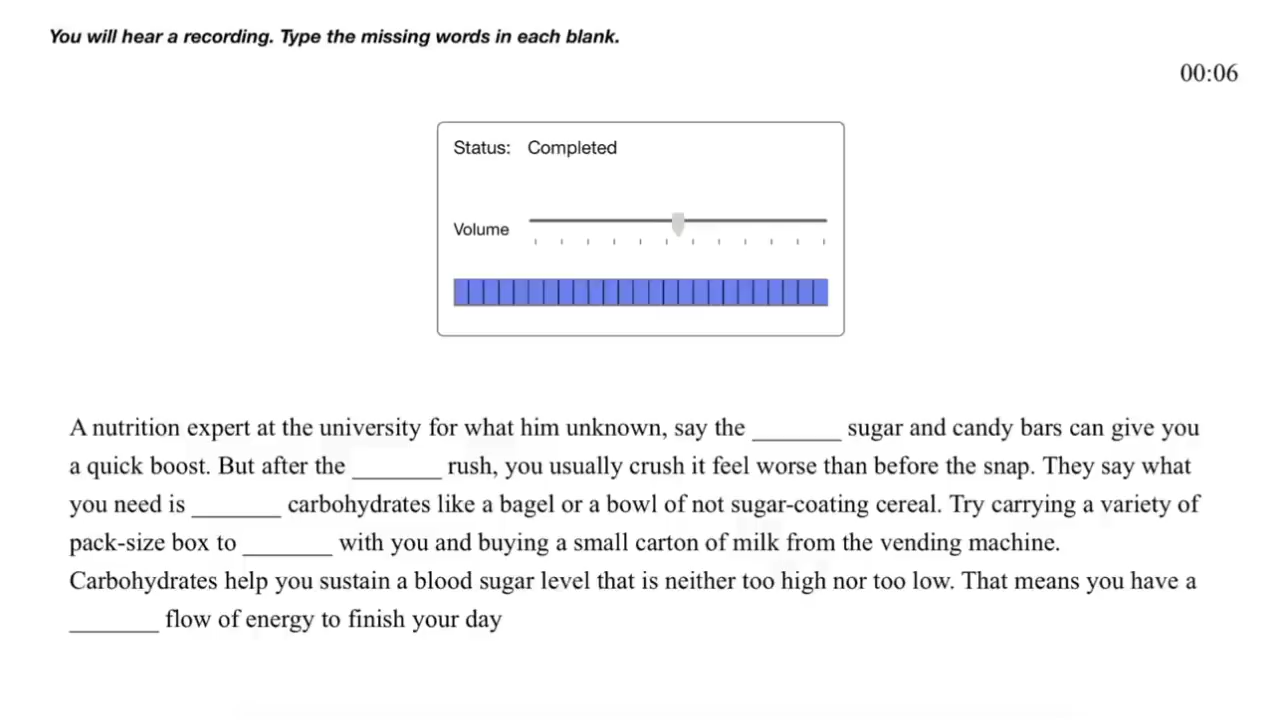 You will hear a recording. Type the missing words in each blank.
00:06
Status: Completed
Volume
A nutrition expert at the university for what him unknown, say the ________ sugar and candy bars can give you
a quick boost. But after the ________ rush, you usually crush it feel worse than before the snap. They say what
you need is ________ carbohydrates like a bagel or a bowl of not sugar-coating cereal. Try carrying a variety of
pack-size box to ________ with you and buying a small carton of milk from the vending machine.
Carbohydrates help you sustain a blood sugar level that is neither too high nor too low. That means you have a
________ flow of energy to finish your day